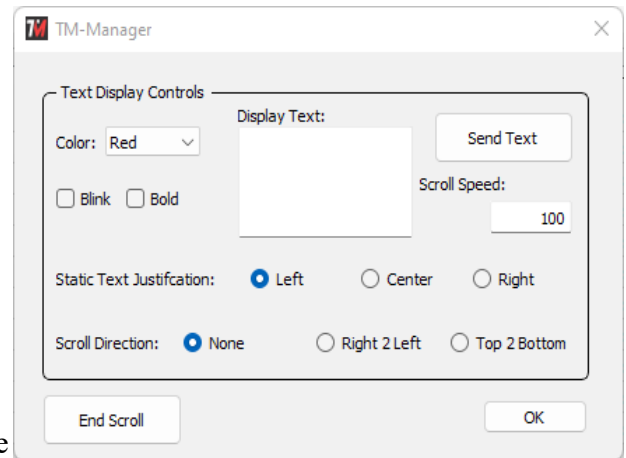 TM TM-Manager
Text Display Controls
Display Text:
Color: Red
Send Text
Blink Bold
Scroll Speed:
100
Static Text Justifcation: Left Center Right
Scroll Direction: None Right 2 Left Top 2 Bottom
End Scroll
OK
e